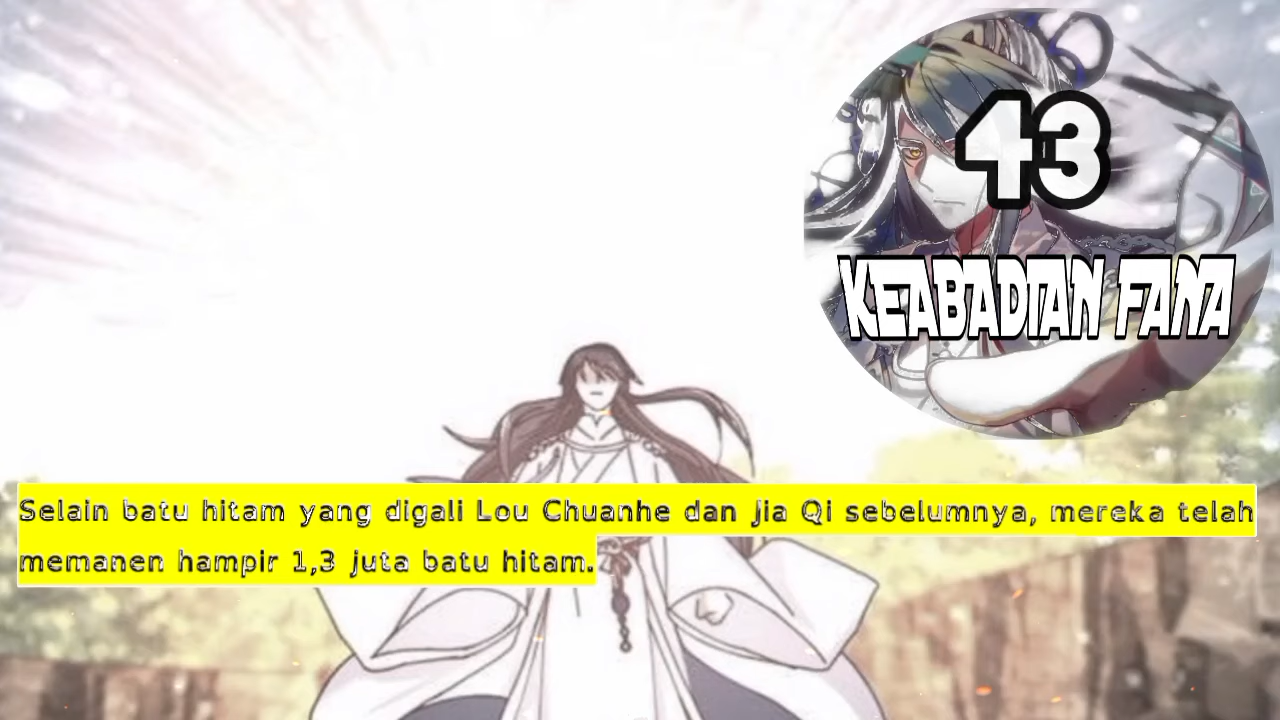 43
KEABADIAN FANA
Selain batu hitam yang digali Lou Chuanhe dan Jia Qi sebelumnya, mereka telah
memanen hampir 1,3 juta batu hitam.